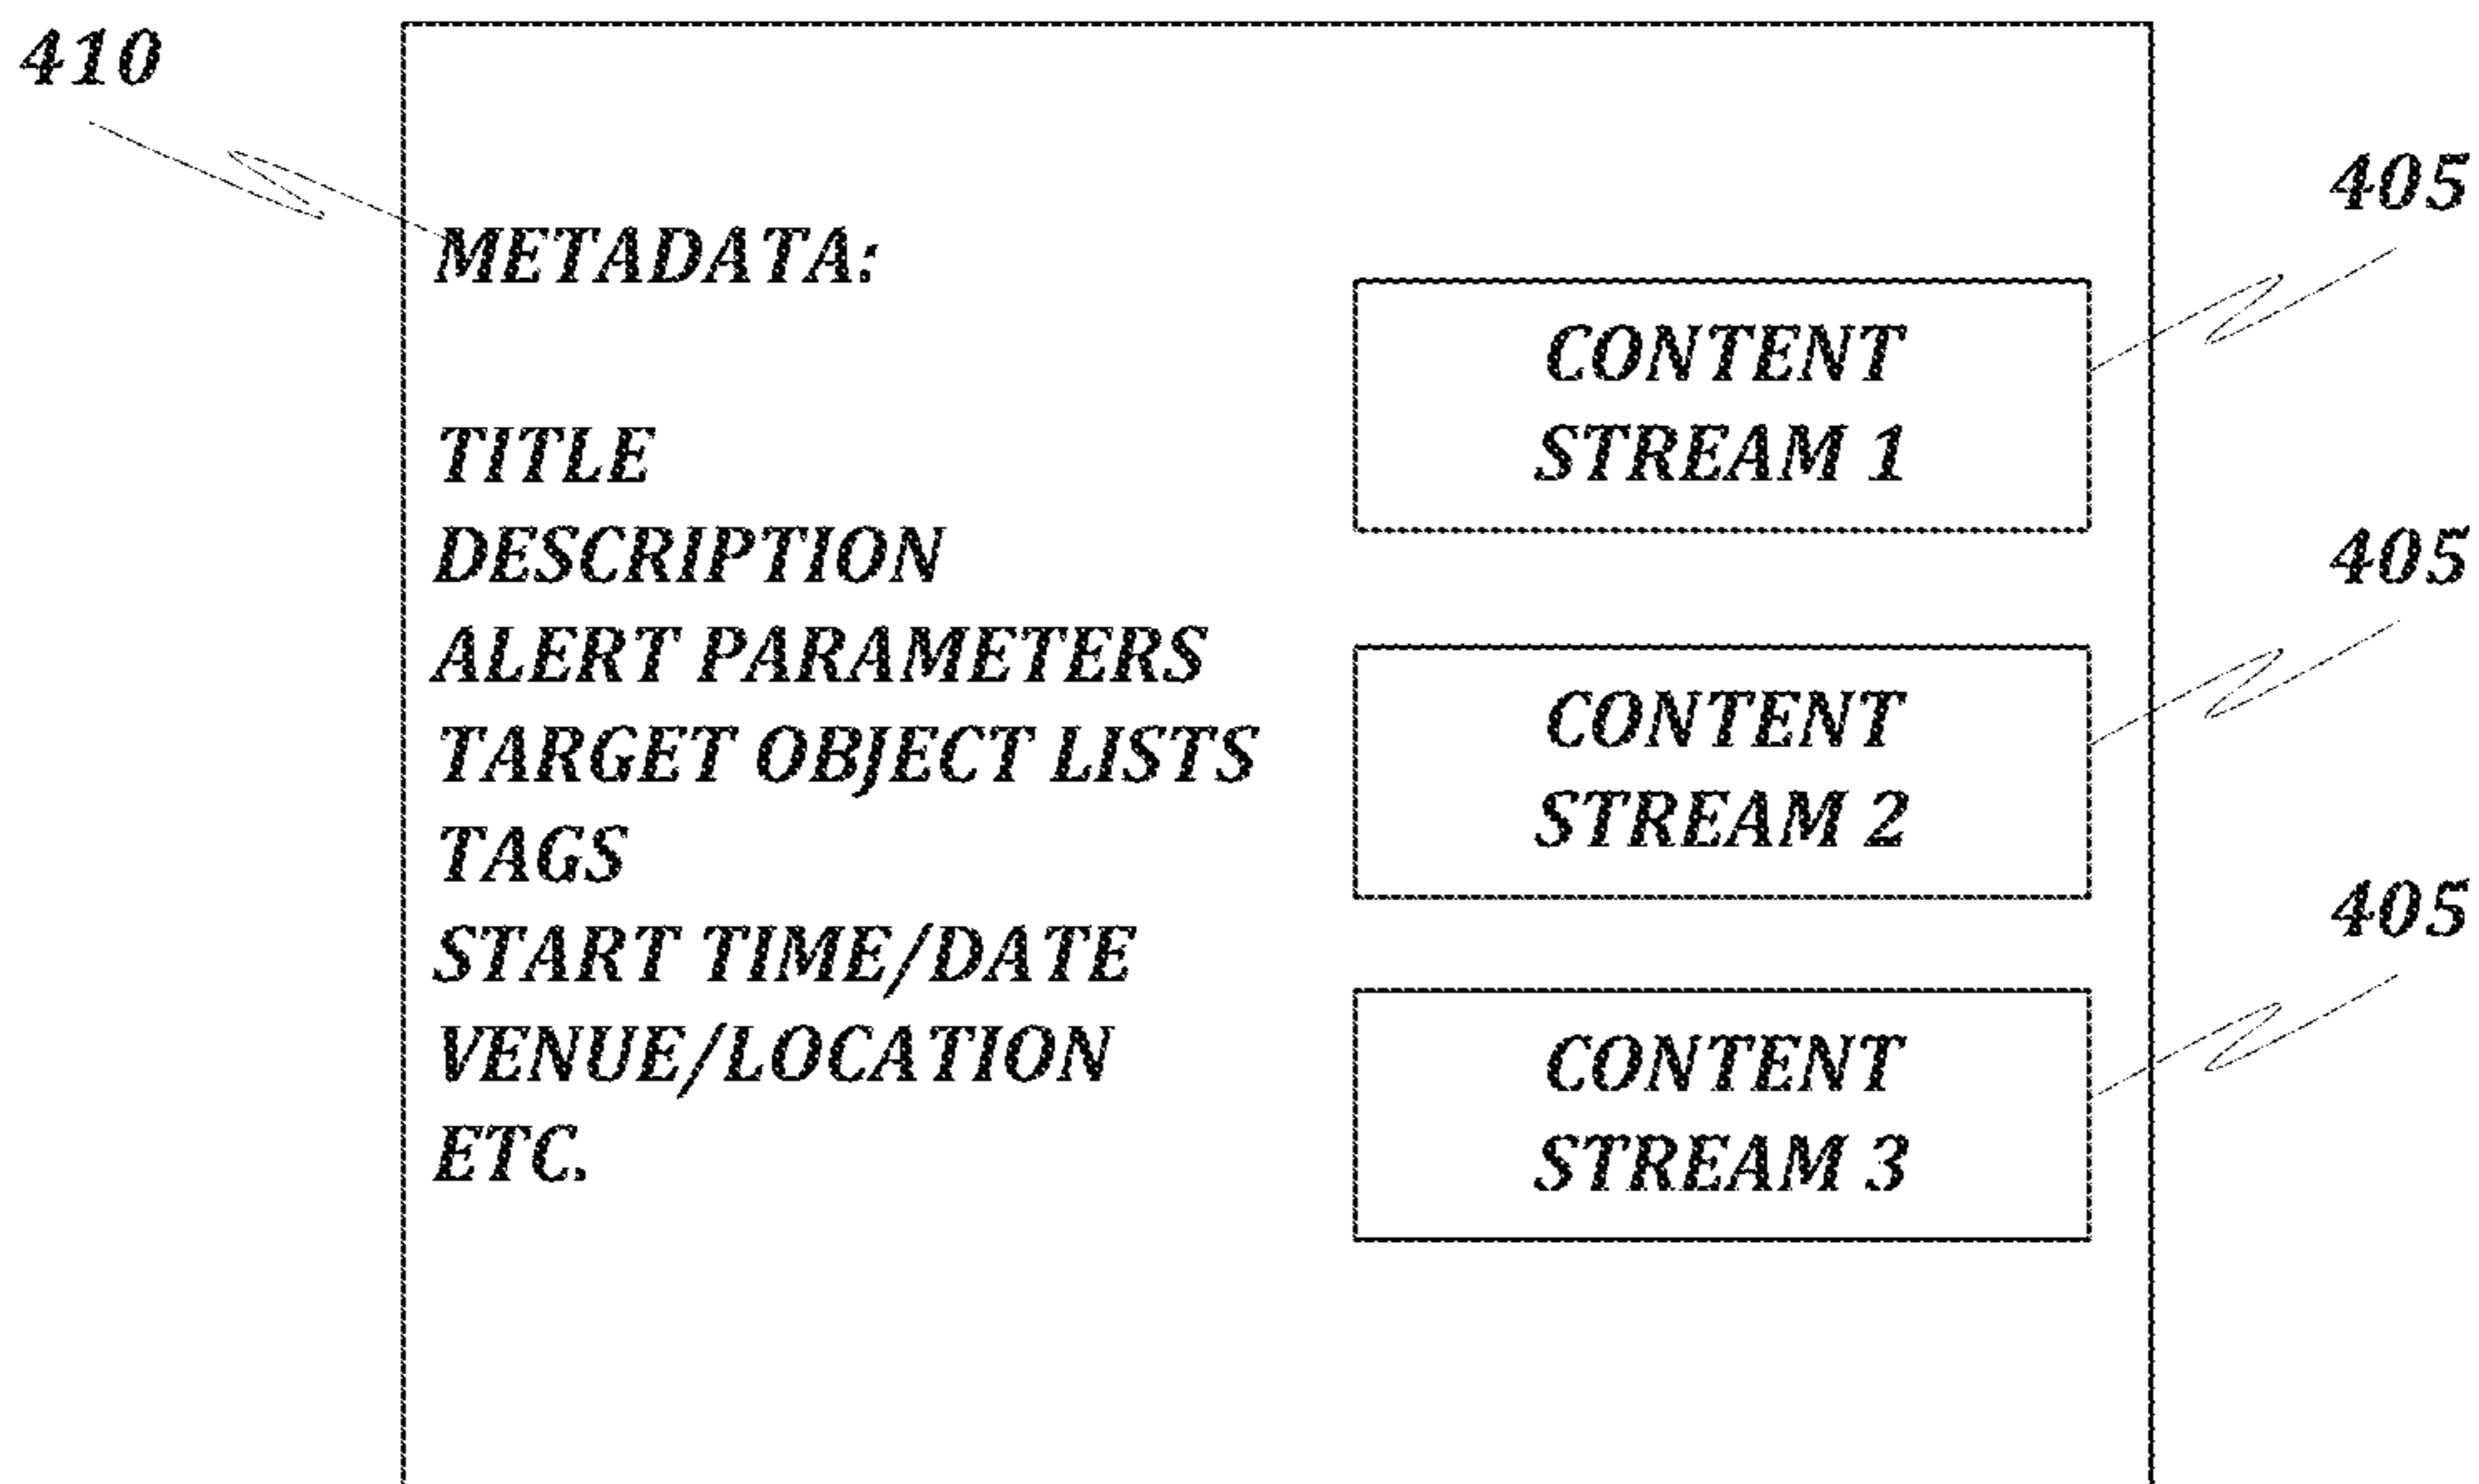 410
METADATA:
TITLE
DESCRIPTION
ALERT PARAMETERS
TARGET OBJECT LISTS
TAGS
START TIME/DATE
VENUE/LOCATION
ETC.
405
CONTENT
STREAM 1
405
CONTENT
STREAM 2
405
CONTENT
STREAM 3